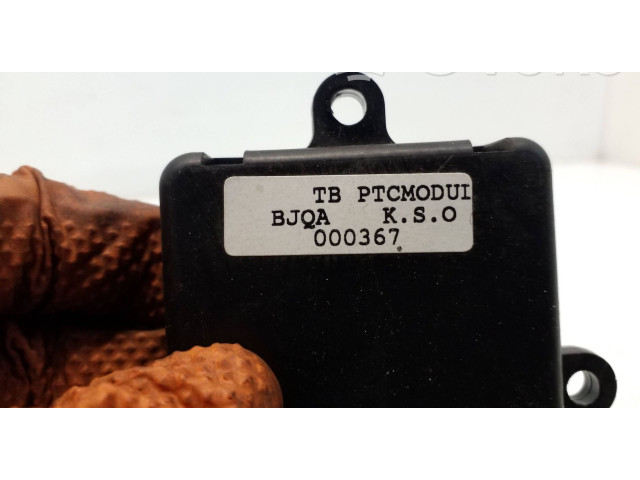 TB PTCMODUI
BJQA K.S.O
000367